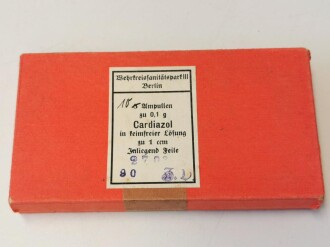 Wehrkreissanitätspark III
Berlin
10 Ampullen
zu 0,1 g
Cardiazol
in keimfreier Lösung
zu 1 ccm
Inliegend Feile